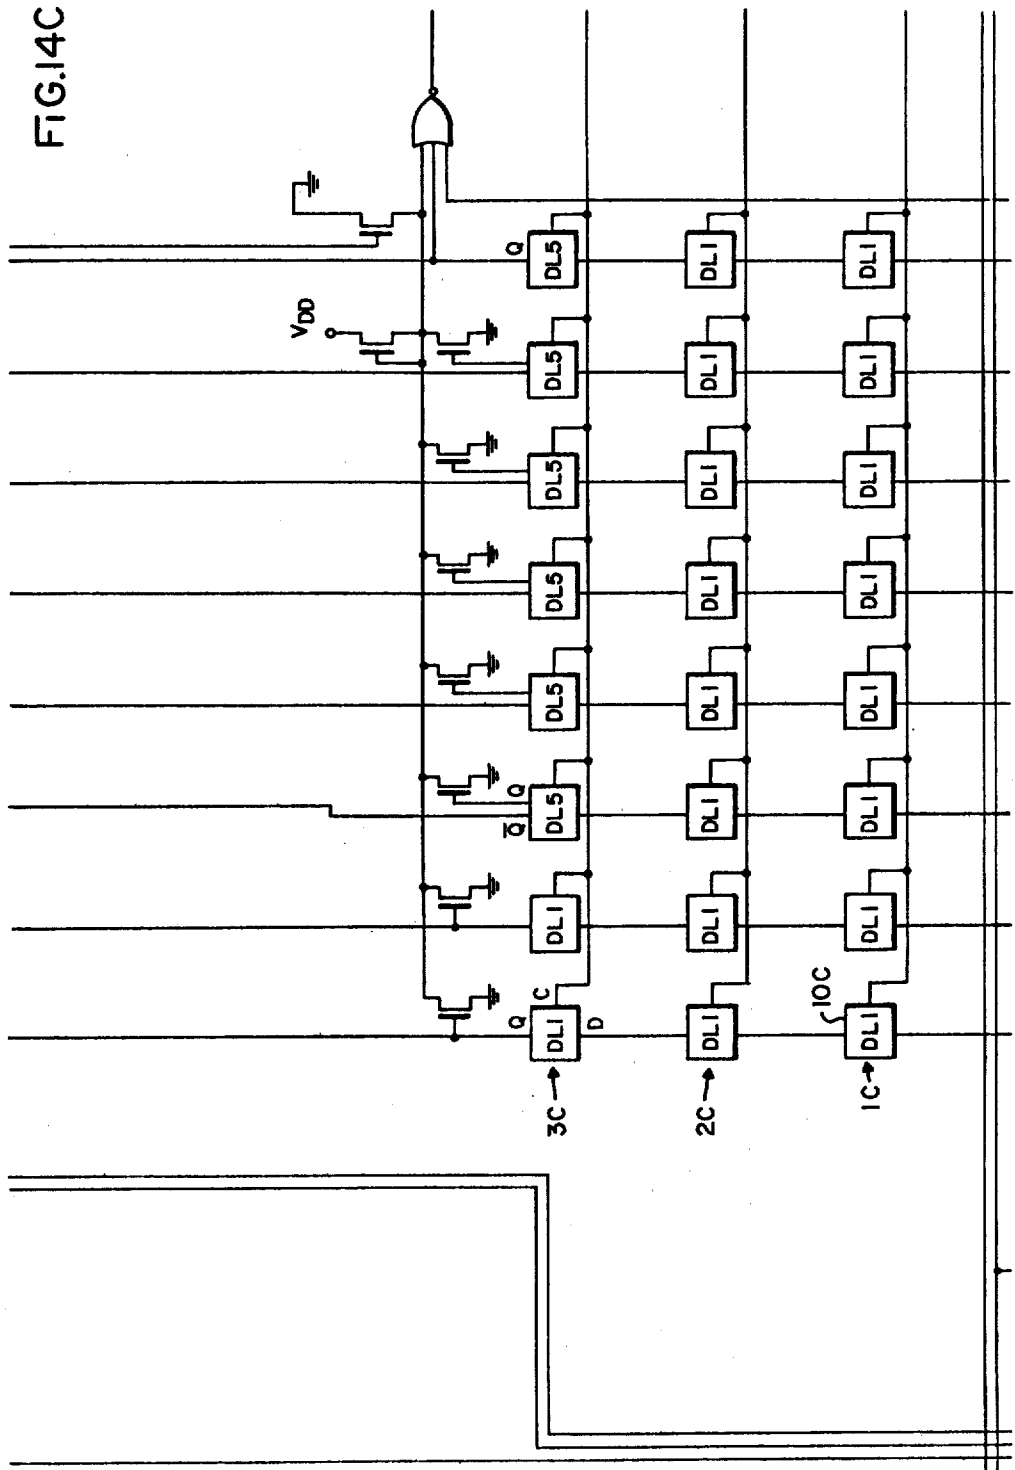 FIG.14C
VDD
Q Q̅ Q Q
C
3C DL1 DL1 DL5 DL5 DL5 DL5 DL5 DL5
D
2C DL1 DL1 DL1 DL1 DL1 DL1 DL1 DL1
10C
1C DL1 DL1 DL1 DL1 DL1 DL1 DL1 DL1